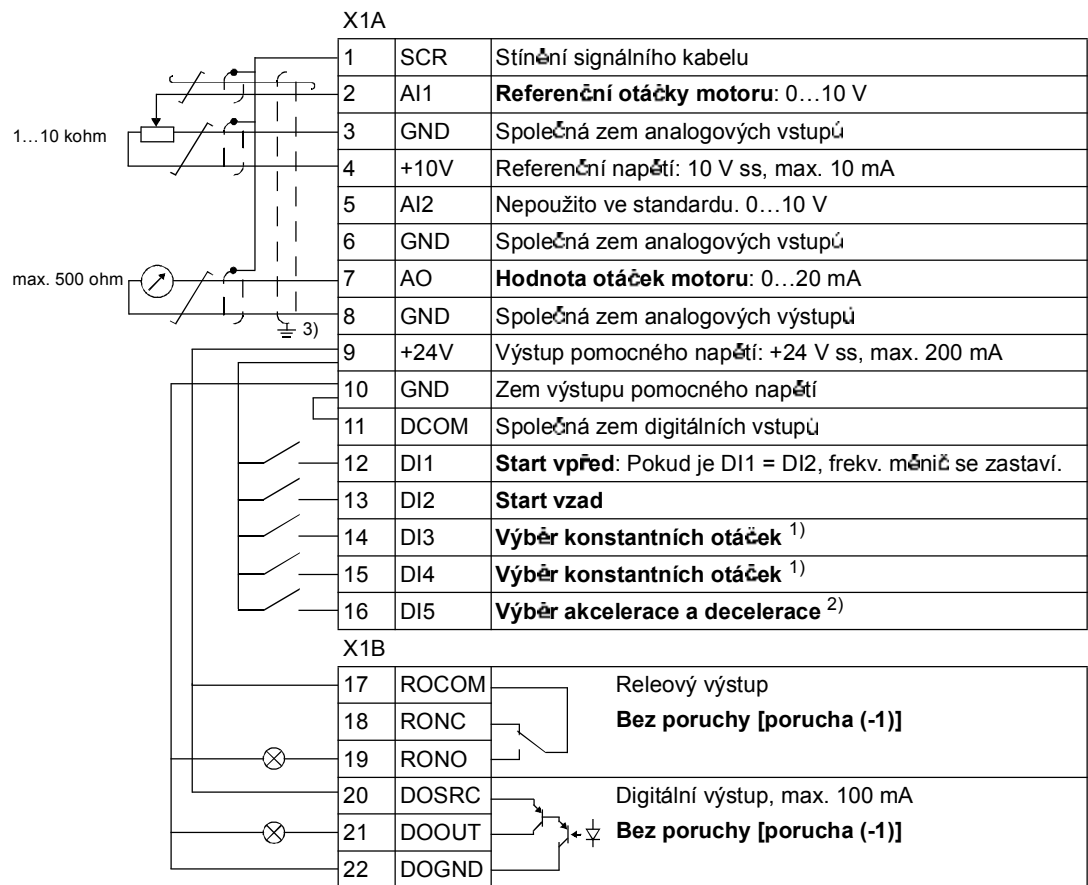 X1A
1 SCR Stínění signálního kabelu
2 AI1 Referenční otáčky motoru: 0…10 V
3 GND Společná zem analogových vstupů
1…10 kohm
4 +10V Referenční napětí: 10 V ss, max. 10 mA
5 AI2 Nepoužito ve standardu. 0…10 V
6 GND Společná zem analogových vstupů
max. 500 ohm
7 AO Hodnota otáček motoru: 0…20 mA
8 GND Společná zem analogových výstupů
3)
9 +24V Výstup pomocného napětí: +24 V ss, max. 200 mA
10 GND Zem výstupu pomocného napětí
11 DCOM Společná zem digitálních vstupů
12 DI1 Start vpřed: Pokud je DI1 = DI2, frekv. měnič se zastaví.
13 DI2 Start vzad
14 DI3 Výběr konstantních otáček 1)
15 DI4 Výběr konstantních otáček 1)
16 DI5 Výběr akcelerace a decelerace 2)
X1B
17 ROCOM Releový výstup
18 RONC Bez poruchy [porucha (-1)]
19 RONO
20 DOSRC Digitální výstup, max. 100 mA
21 DOOUT Bez poruchy [porucha (-1)]
22 DOGND